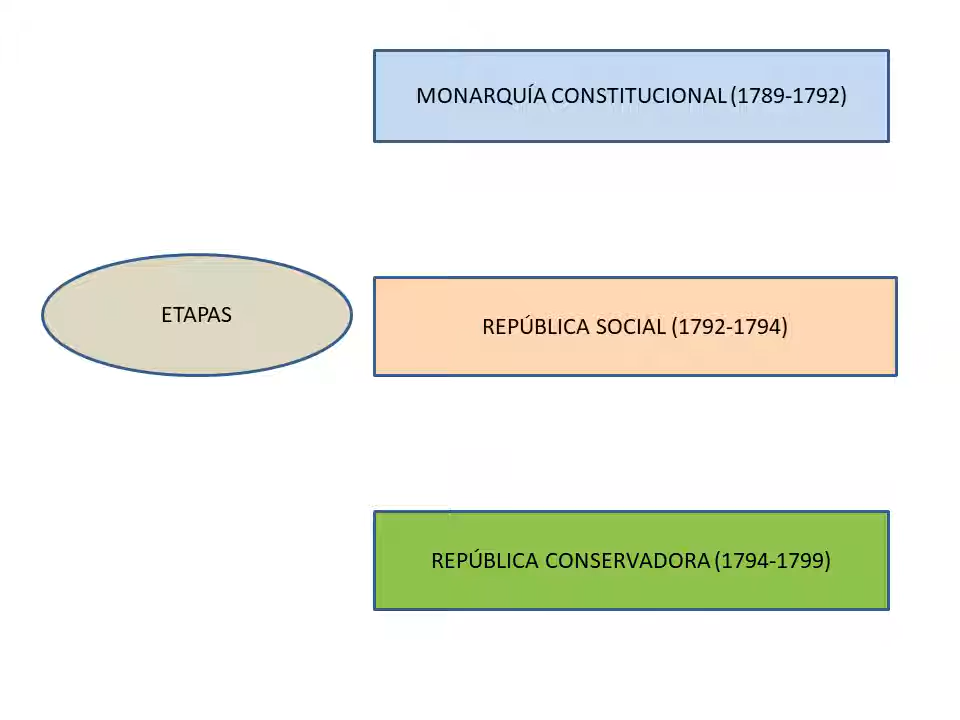 MONARQUÍA CONSTITUCIONAL (1789-1792)
ETAPAS
REPÚBLICA SOCIAL (1792-1794)
REPÚBLICA CONSERVADORA (1794-1799)